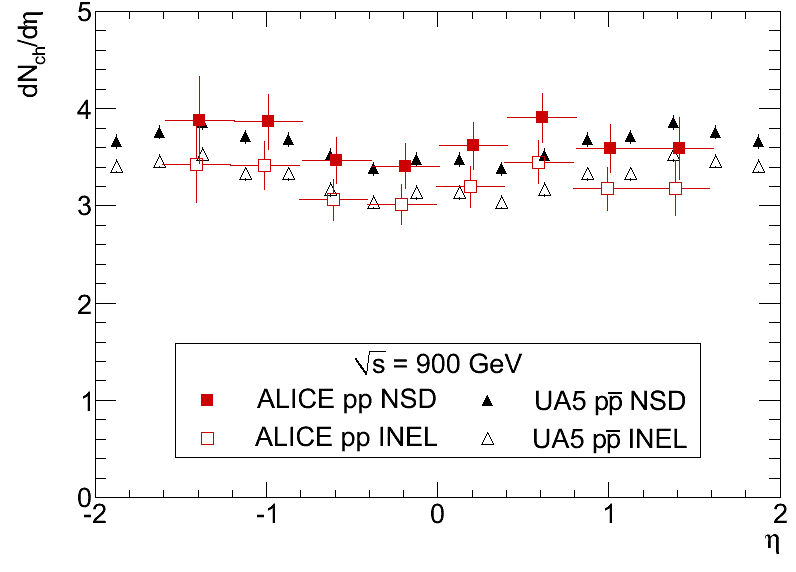 dN_ch/dη
5
4
3
2
1
0
√s = 900 GeV
ALICE pp NSD
UA5 pp̅ NSD
ALICE pp INEL
UA5 pp̅ INEL
-2 -1 0 1 2
η